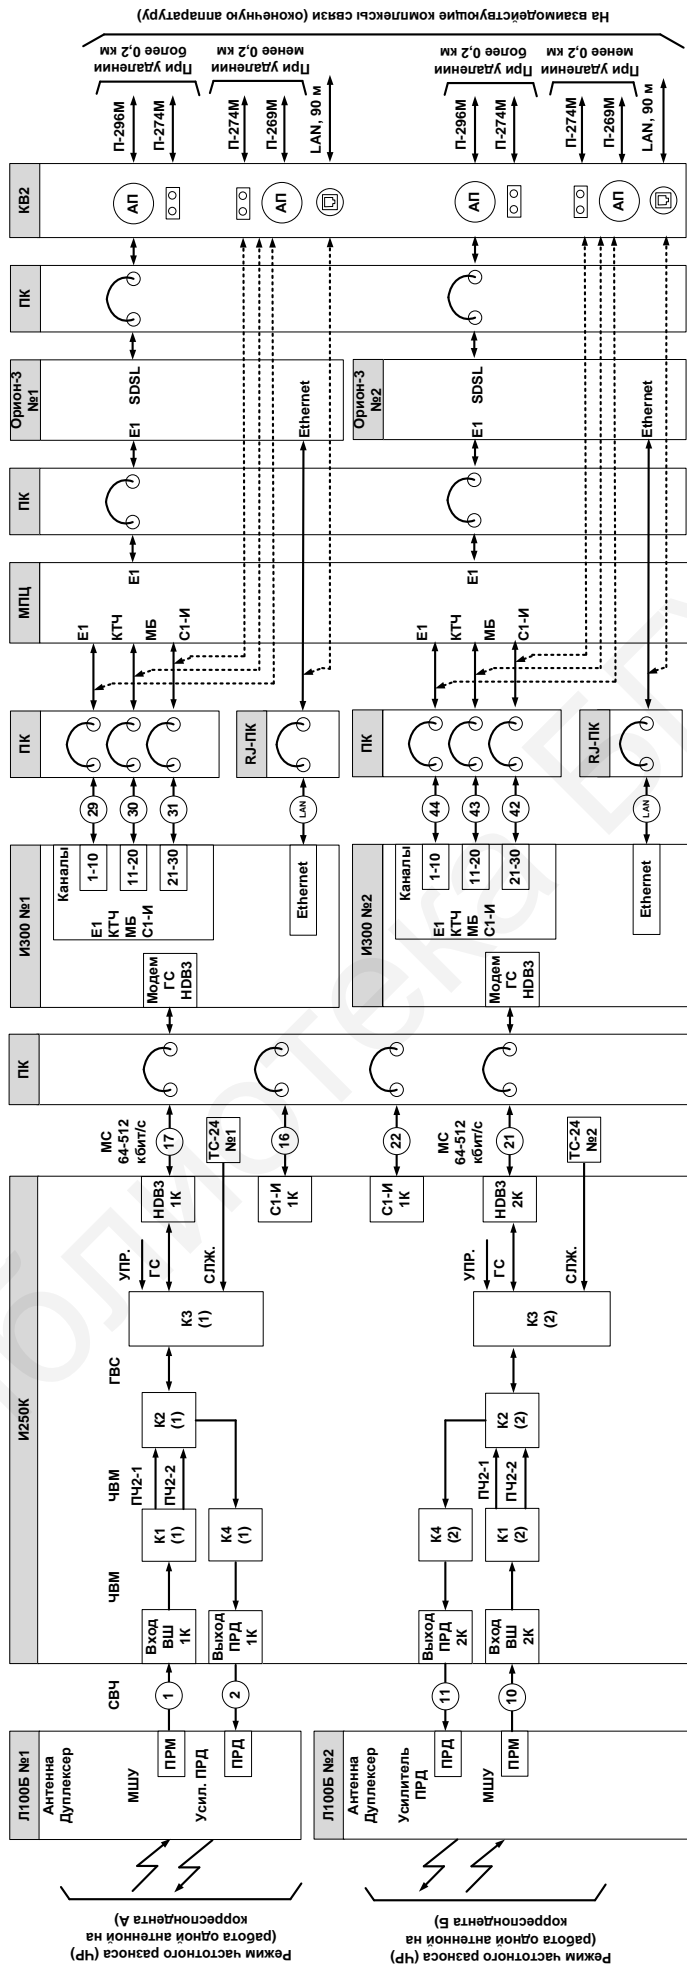 Режим частотного разноса (ЧР)
(работа одной антенной на
корреспондента А)
Режим частотного разноса (ЧР)
(работа одной антенной на
корреспондента Б)
Л100Б №1
Антенна
Дуплексер
МШУ
ПРМ
Усил. ПРД
ПРД
Л100Б №2
Антенна
Дуплексер
Усилитель
ПРД
ПРД
МШУ
ПРМ
СВЧ
1
2
11
10
И250К
ЧВМ
ЧВМ
ГВС
Вход
ВШ
1К
К1
(1)
ПЧ2-1
ПЧ2-2
К2
(1)
К3
(1)
УПР.
ГС
СЛЖ.
HDB3
1К
Выход
ПРД
1К
К4
(1)
С1-И
1К
С1-И
1К
Выход
ПРД
2К
К4
(2)
Вход
ВШ
2К
К1
(2)
ПЧ2-1
ПЧ2-2
К2
(2)
К3
(2)
УПР.
ГС
СЛЖ.
HDB3
2К
МС
64-512
кбит/с
17
ТС-24
№1
16
22
МС
64-512
кбит/с
21
ТС-24
№2
ПК
И300 №1
Модем
ГС
HDB3
Каналы
1-10
11-20
21-30
Е1
КТЧ
МБ
С1-И
Ethernet
И300 №2
Модем
ГС
HDB3
Каналы
1-10
11-20
21-30
Е1
КТЧ
МБ
С1-И
Ethernet
29
30
31
LAN
44
43
42
LAN
ПК
RJ-ПК
ПК
RJ-ПК
МПЦ
Е1
КТЧ
МБ
С1-И
Е1
Е1
КТЧ
МБ
С1-И
Е1
ПК
Орион-3
№1
Е1
SDSL
Ethernet
Орион-3
№2
Е1
SDSL
Ethernet
ПК
КВ2
АП
АП
АП
АП
П-296М
П-274М
П-274М
П-269М
LAN, 90 м
П-296М
П-274М
П-274М
П-269М
LAN, 90 м
При удалении
более 0,2 км
При удалении
менее 0,2 км
При удалении
более 0,2 км
При удалении
менее 0,2 км
На взаимодействующие комплексы связи (оконечную аппаратуру)